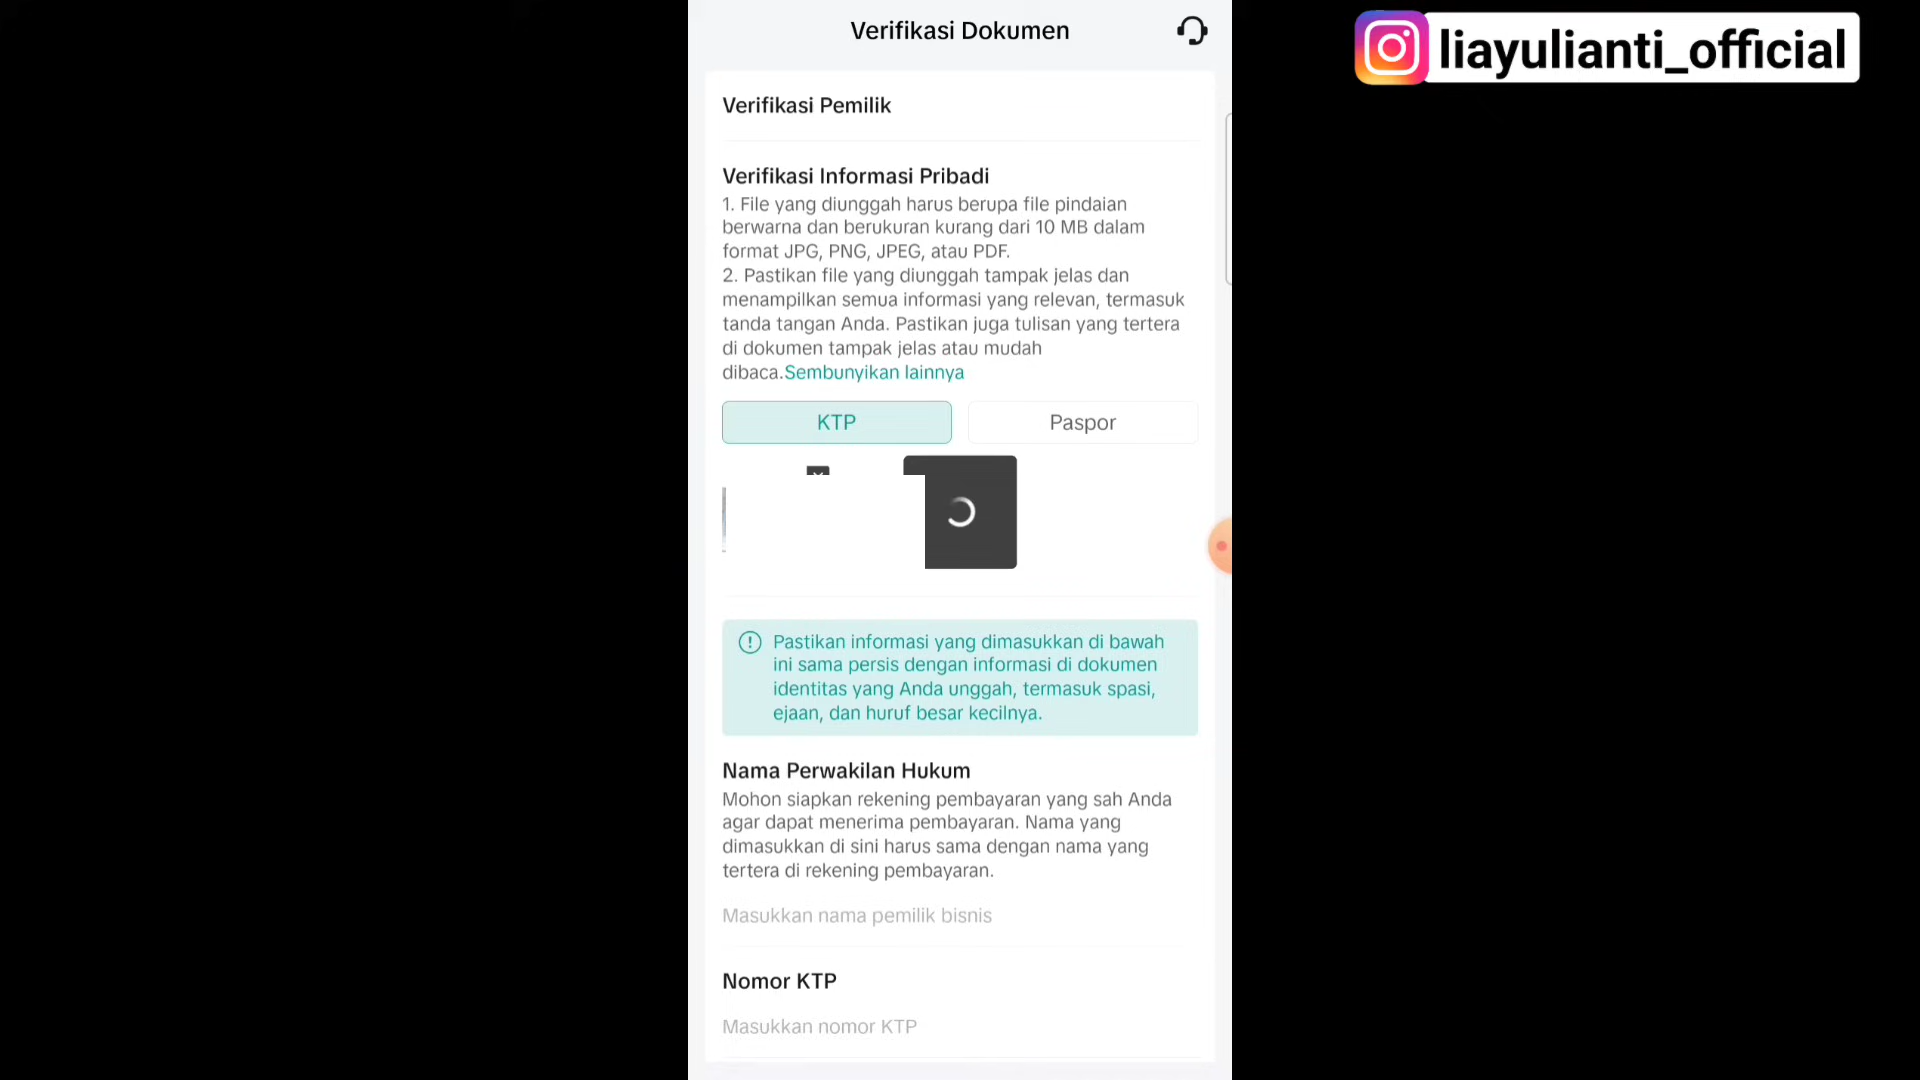 Verifikasi Dokumen
liayulianti_official
Verifikasi Pemilik
Verifikasi Informasi Pribadi
1. File yang diunggah harus berupa file pindaian
berwarna dan berukuran kurang dari 10 MB dalam
format JPG, PNG, JPEG, atau PDF.
2. Pastikan file yang diunggah tampak jelas dan
menampilkan semua informasi yang relevan, termasuk
tanda tangan Anda. Pastikan juga tulisan yang tertera
di dokumen tampak jelas atau mudah
dibaca.Sembunyikan lainnya
KTP
Paspor
Pastikan informasi yang dimasukkan di bawah
ini sama persis dengan informasi di dokumen
identitas yang Anda unggah, termasuk spasi,
ejaan, dan huruf besar kecilnya.
Nama Perwakilan Hukum
Mohon siapkan rekening pembayaran yang sah Anda
agar dapat menerima pembayaran. Nama yang
dimasukkan di sini harus sama dengan nama yang
tertera di rekening pembayaran.
Masukkan nama pemilik bisnis
Nomor KTP
Masukkan nomor KTP